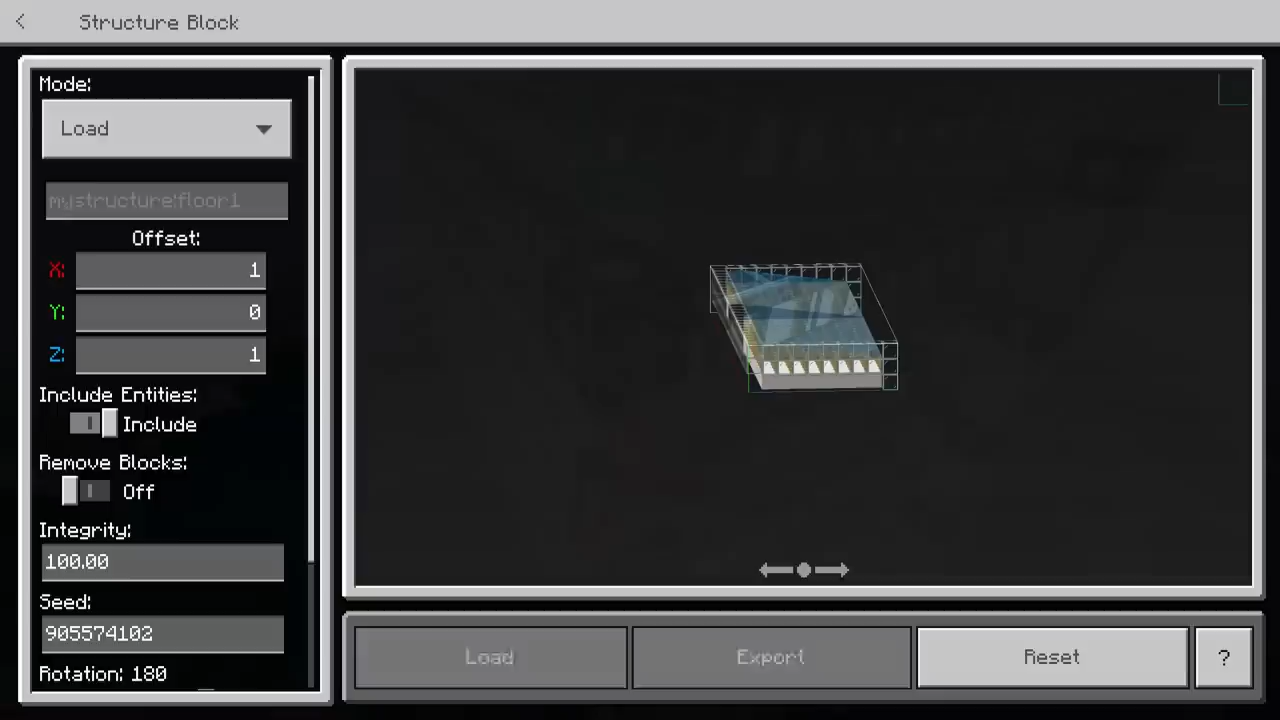 Structure Block
Mode:
Load
mystructure:floor1
Offset:
X: 1
Y: 0
Z: 1
Include Entities:
Include
Remove Blocks:
Off
Integrity:
100.00
Seed:
905574102
Rotation: 180
Load
Export
Reset
?